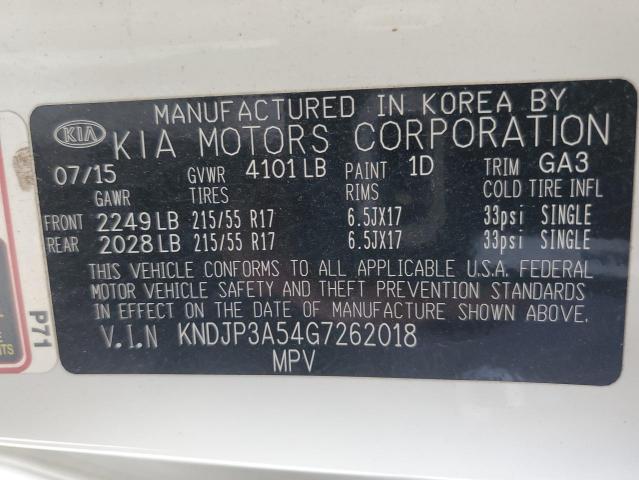 MANUFACTURED IN KOREA BY
KIA KIA MOTORS CORPORATION
07/15 GVWR 4101 LB PAINT 1D TRIM GA3
GAWR TIRES RIMS COLD TIRE INFL
FRONT 2249 LB 215/55 R17 6.5JX17 33psi SINGLE
REAR 2028 LB 215/55 R17 6.5JX17 33psi SINGLE
THIS VEHICLE CONFORMS TO ALL APPLICABLE U.S.A. FEDERAL
MOTOR VEHICLE SAFETY AND THEFT PREVENTION STANDARDS
IN EFFECT ON THE DATE OF MANUFACTURE SHOWN ABOVE.
V.I.N KNDJP3A54G7262018
MPV
P71